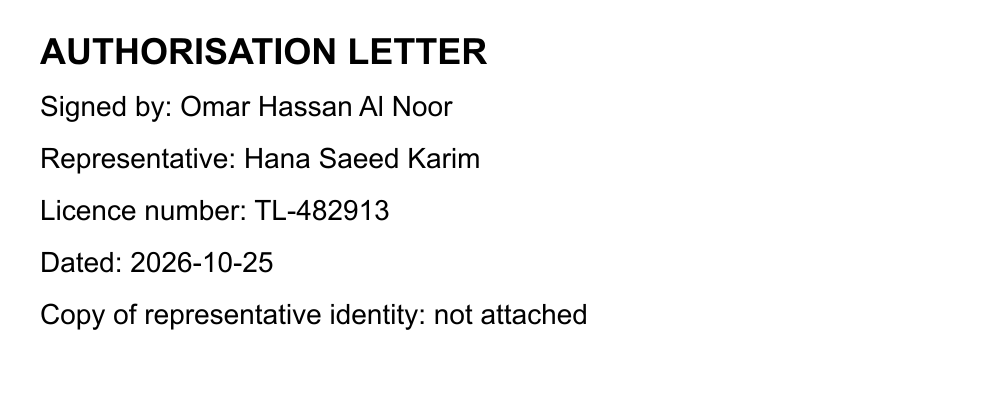 AUTHORISATION LETTER
Signed by: Omar Hassan Al Noor
Representative: Hana Saeed Karim
Licence number: TL-482913
Dated: 2026-10-25
Copy of representative identity: not attached